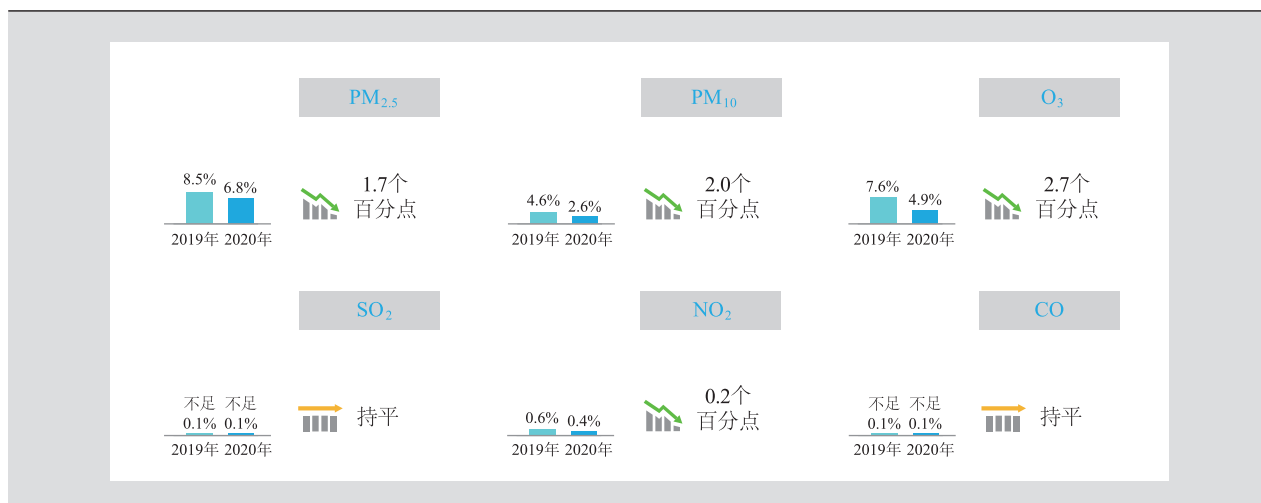 PM₂.₅
8.5% 6.8%
1.7个
百分点
2019年 2020年
PM₁₀
4.6% 2.6%
2.0个
百分点
2019年 2020年
O₃
7.6% 4.9%
2.7个
百分点
2019年 2020年
SO₂
不足 不足
0.1% 0.1%
持平
2019年 2020年
NO₂
0.6% 0.4%
0.2个
百分点
2019年 2020年
CO
不足 不足
0.1% 0.1%
持平
2019年 2020年